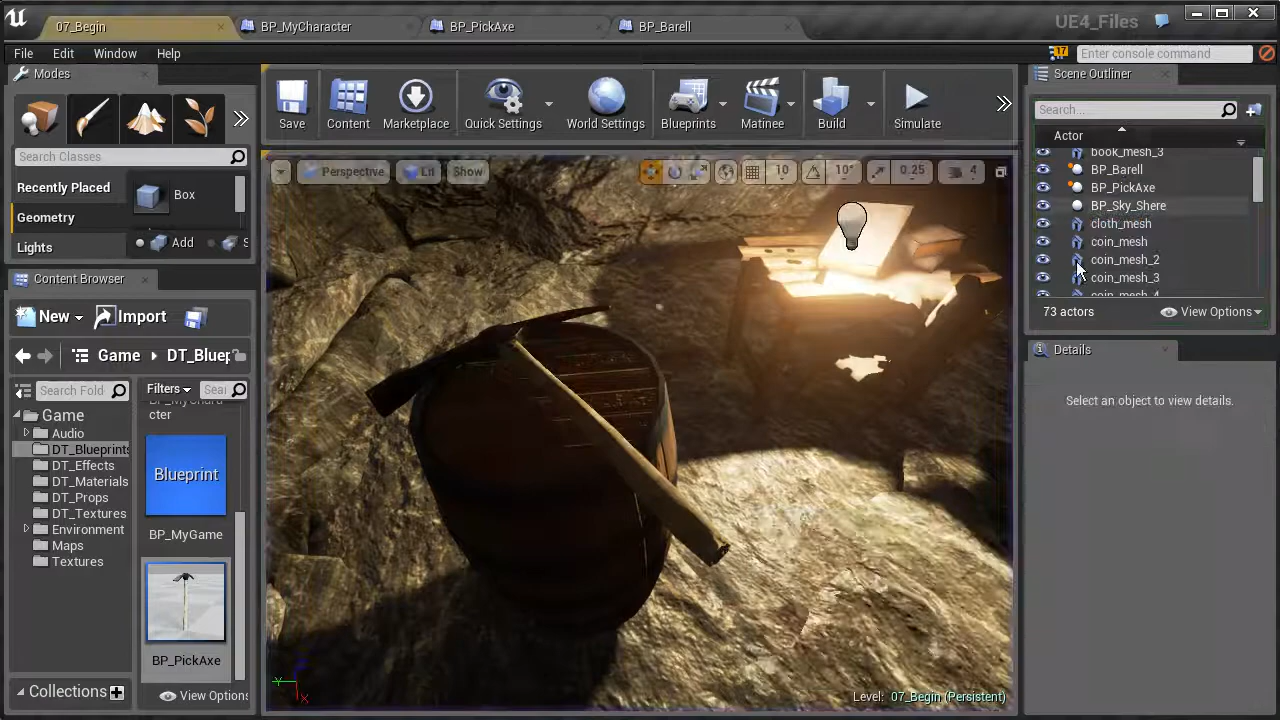 07_Begin
BP_MyCharacter
BP_PickAxe
BP_Barell
UE4_Files
File Edit Window Help
17
Enter console command
Modes
Search Classes
Recently Placed
Geometry
Lights
Box
Add
Save
Content
Marketplace
Quick Settings
World Settings
Blueprints
Matinee
Build
Simulate
Perspective
Lit
Show
10
10°
0.25
4
Scene Outliner
Search...
Actor
book_mesh_3
BP_Barell
BP_PickAxe
BP_Sky_Shere
cloth_mesh
coin_mesh
coin_mesh_2
coin_mesh_3
coin_mesh_4
73 actors
View Options
Details
Select an object to view details.
Content Browser
New
Import
Game
DT_Bluep
Search Fold
Filters
Sear
Game
Audio
DT_Blueprints
DT_Effects
DT_Materials
DT_Props
DT_Textures
Environment
Maps
Textures
cter
Blueprint
BP_MyGame
BP_PickAxe
Collections
View Options
Level: 07_Begin (Persistent)
Y
X